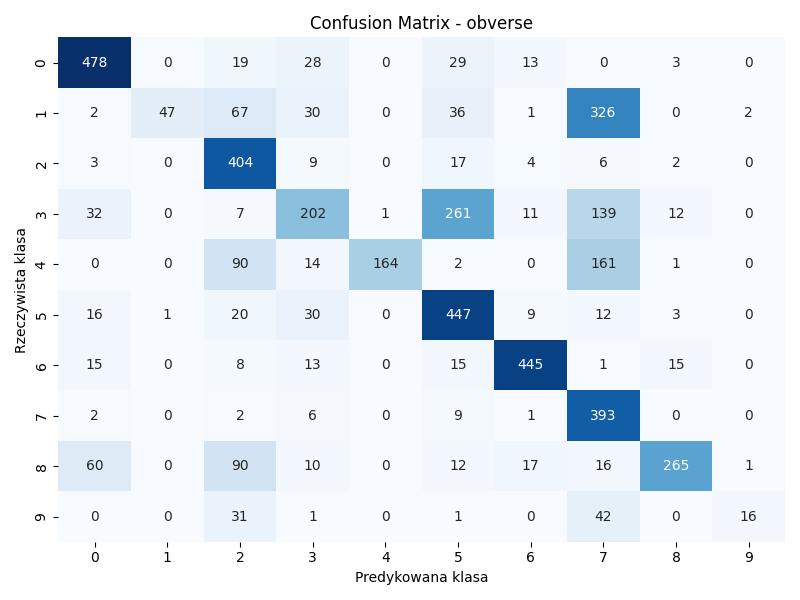 Confusion Matrix - obverse
Rzeczywista klasa
0 478 0 19 28 0 29 13 0 3 0
1 2 47 67 30 0 36 1 326 0 2
2 3 0 404 9 0 17 4 6 2 0
3 32 0 7 202 1 261 11 139 12 0
4 0 0 90 14 164 2 0 161 1 0
5 16 1 20 30 0 447 9 12 3 0
6 15 0 8 13 0 15 445 1 15 0
7 2 0 2 6 0 9 1 393 0 0
8 60 0 90 10 0 12 17 16 265 1
9 0 0 31 1 0 1 0 42 0 16
0 1 2 3 4 5 6 7 8 9
Predykowana klasa